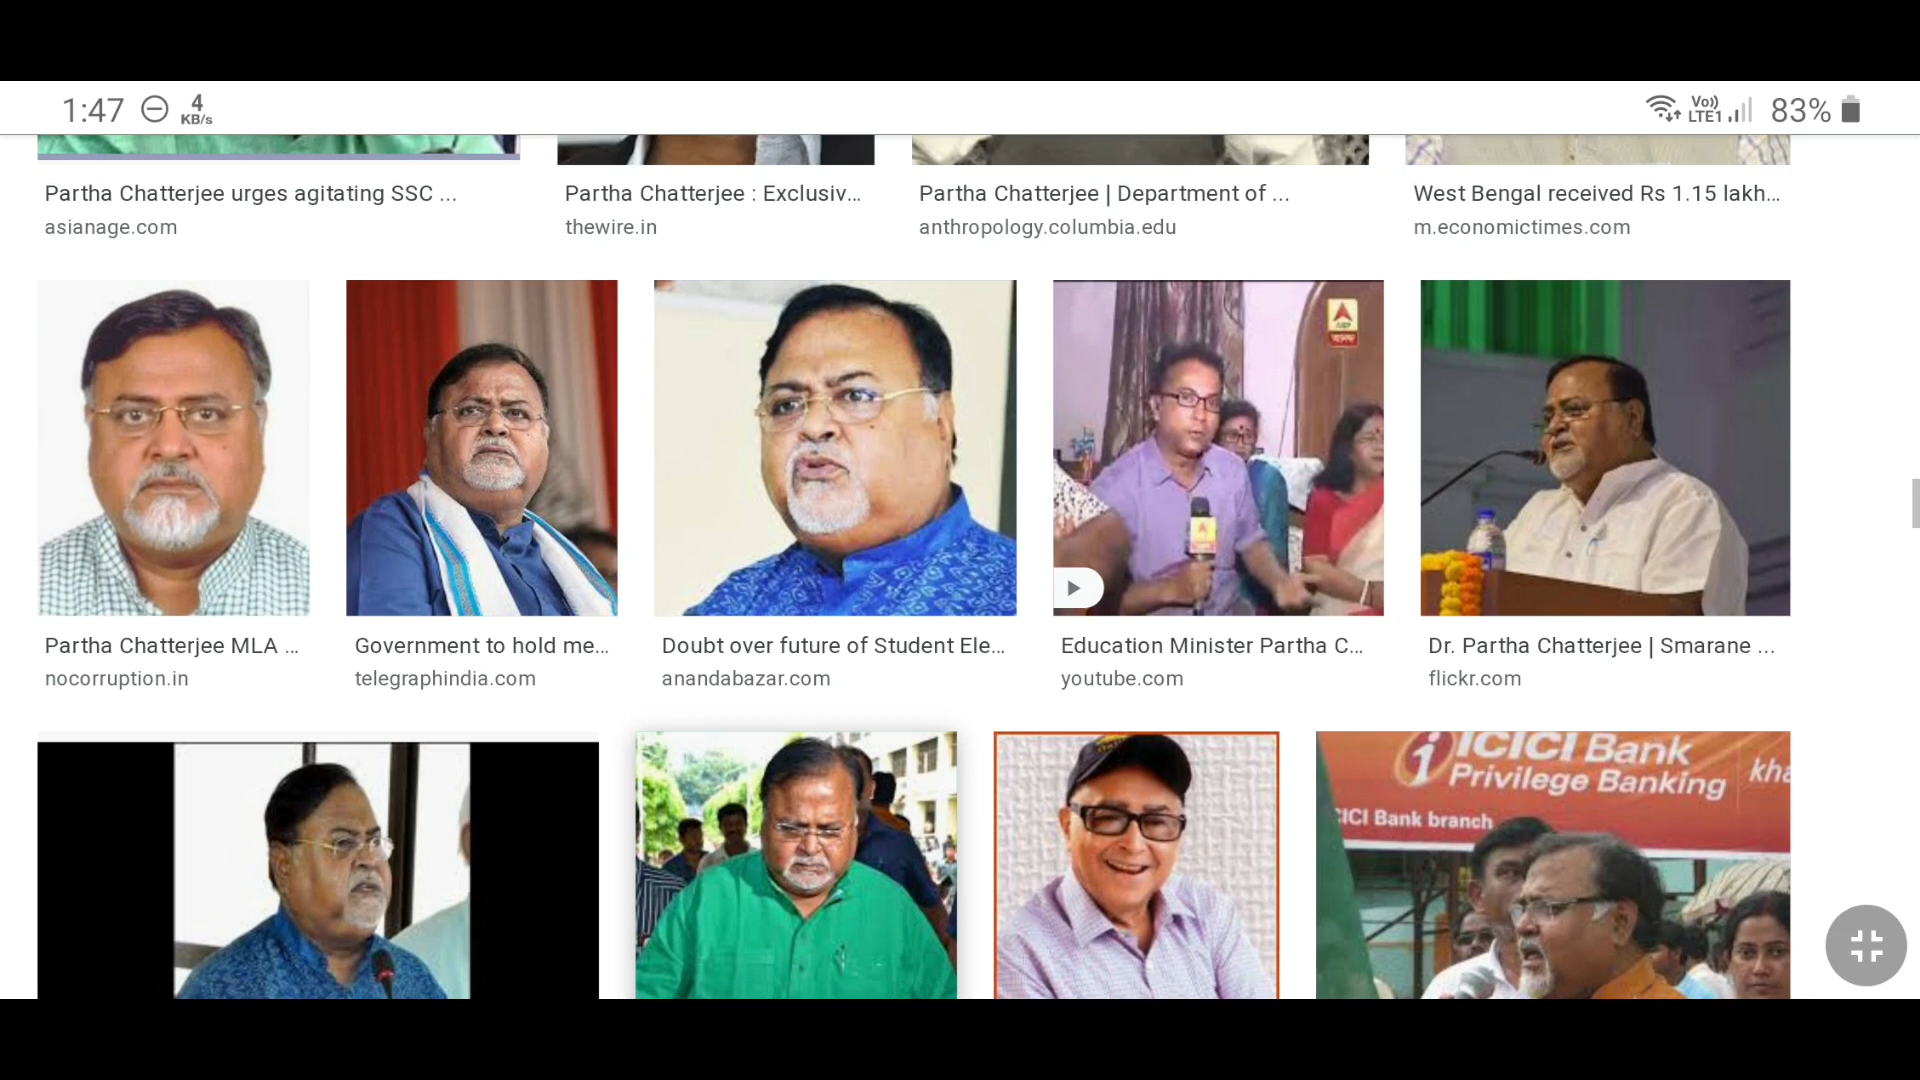 1:47
4
KB/s
Vo))
LTE1
83%
Partha Chatterjee urges agitating SSC ...
asianage.com
Partha Chatterjee : Exclusiv...
thewire.in
Partha Chatterjee | Department of ...
anthropology.columbia.edu
West Bengal received Rs 1.15 lakh...
m.economictimes.com
Partha Chatterjee MLA ...
nocorruption.in
Government to hold me...
telegraphindia.com
Doubt over future of Student Ele...
anandabazar.com
Education Minister Partha C...
youtube.com
Dr. Partha Chatterjee | Smarane ...
flickr.com
ICICI Bank
Privilege Banking
kha
ICICI Bank branch